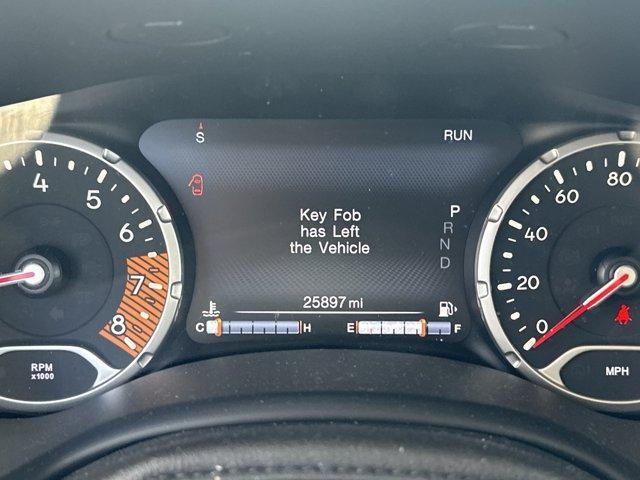 S
RUN
Key Fob
has Left
the Vehicle
P
R
N
D
25897 mi
C H
E F
4
5
6
7
8
RPM
x1000
0
20
40
60
80
MPH